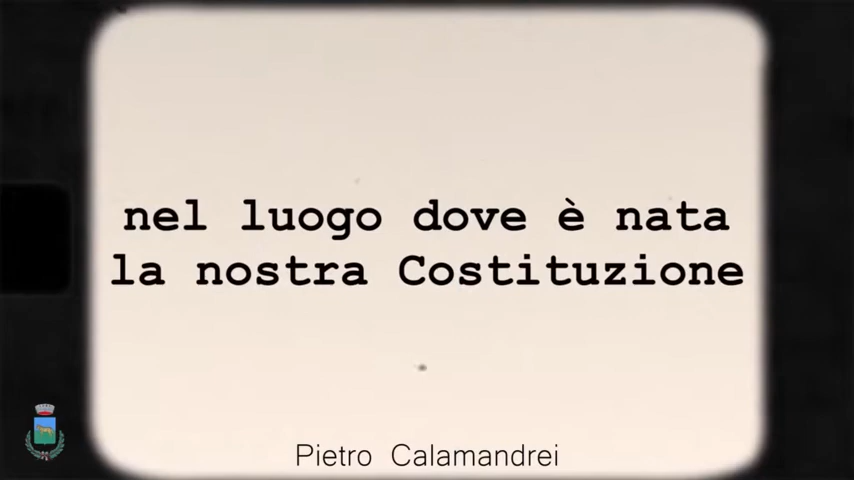 nel luogo dove è nata
la nostra Costituzione
Pietro Calamandrei